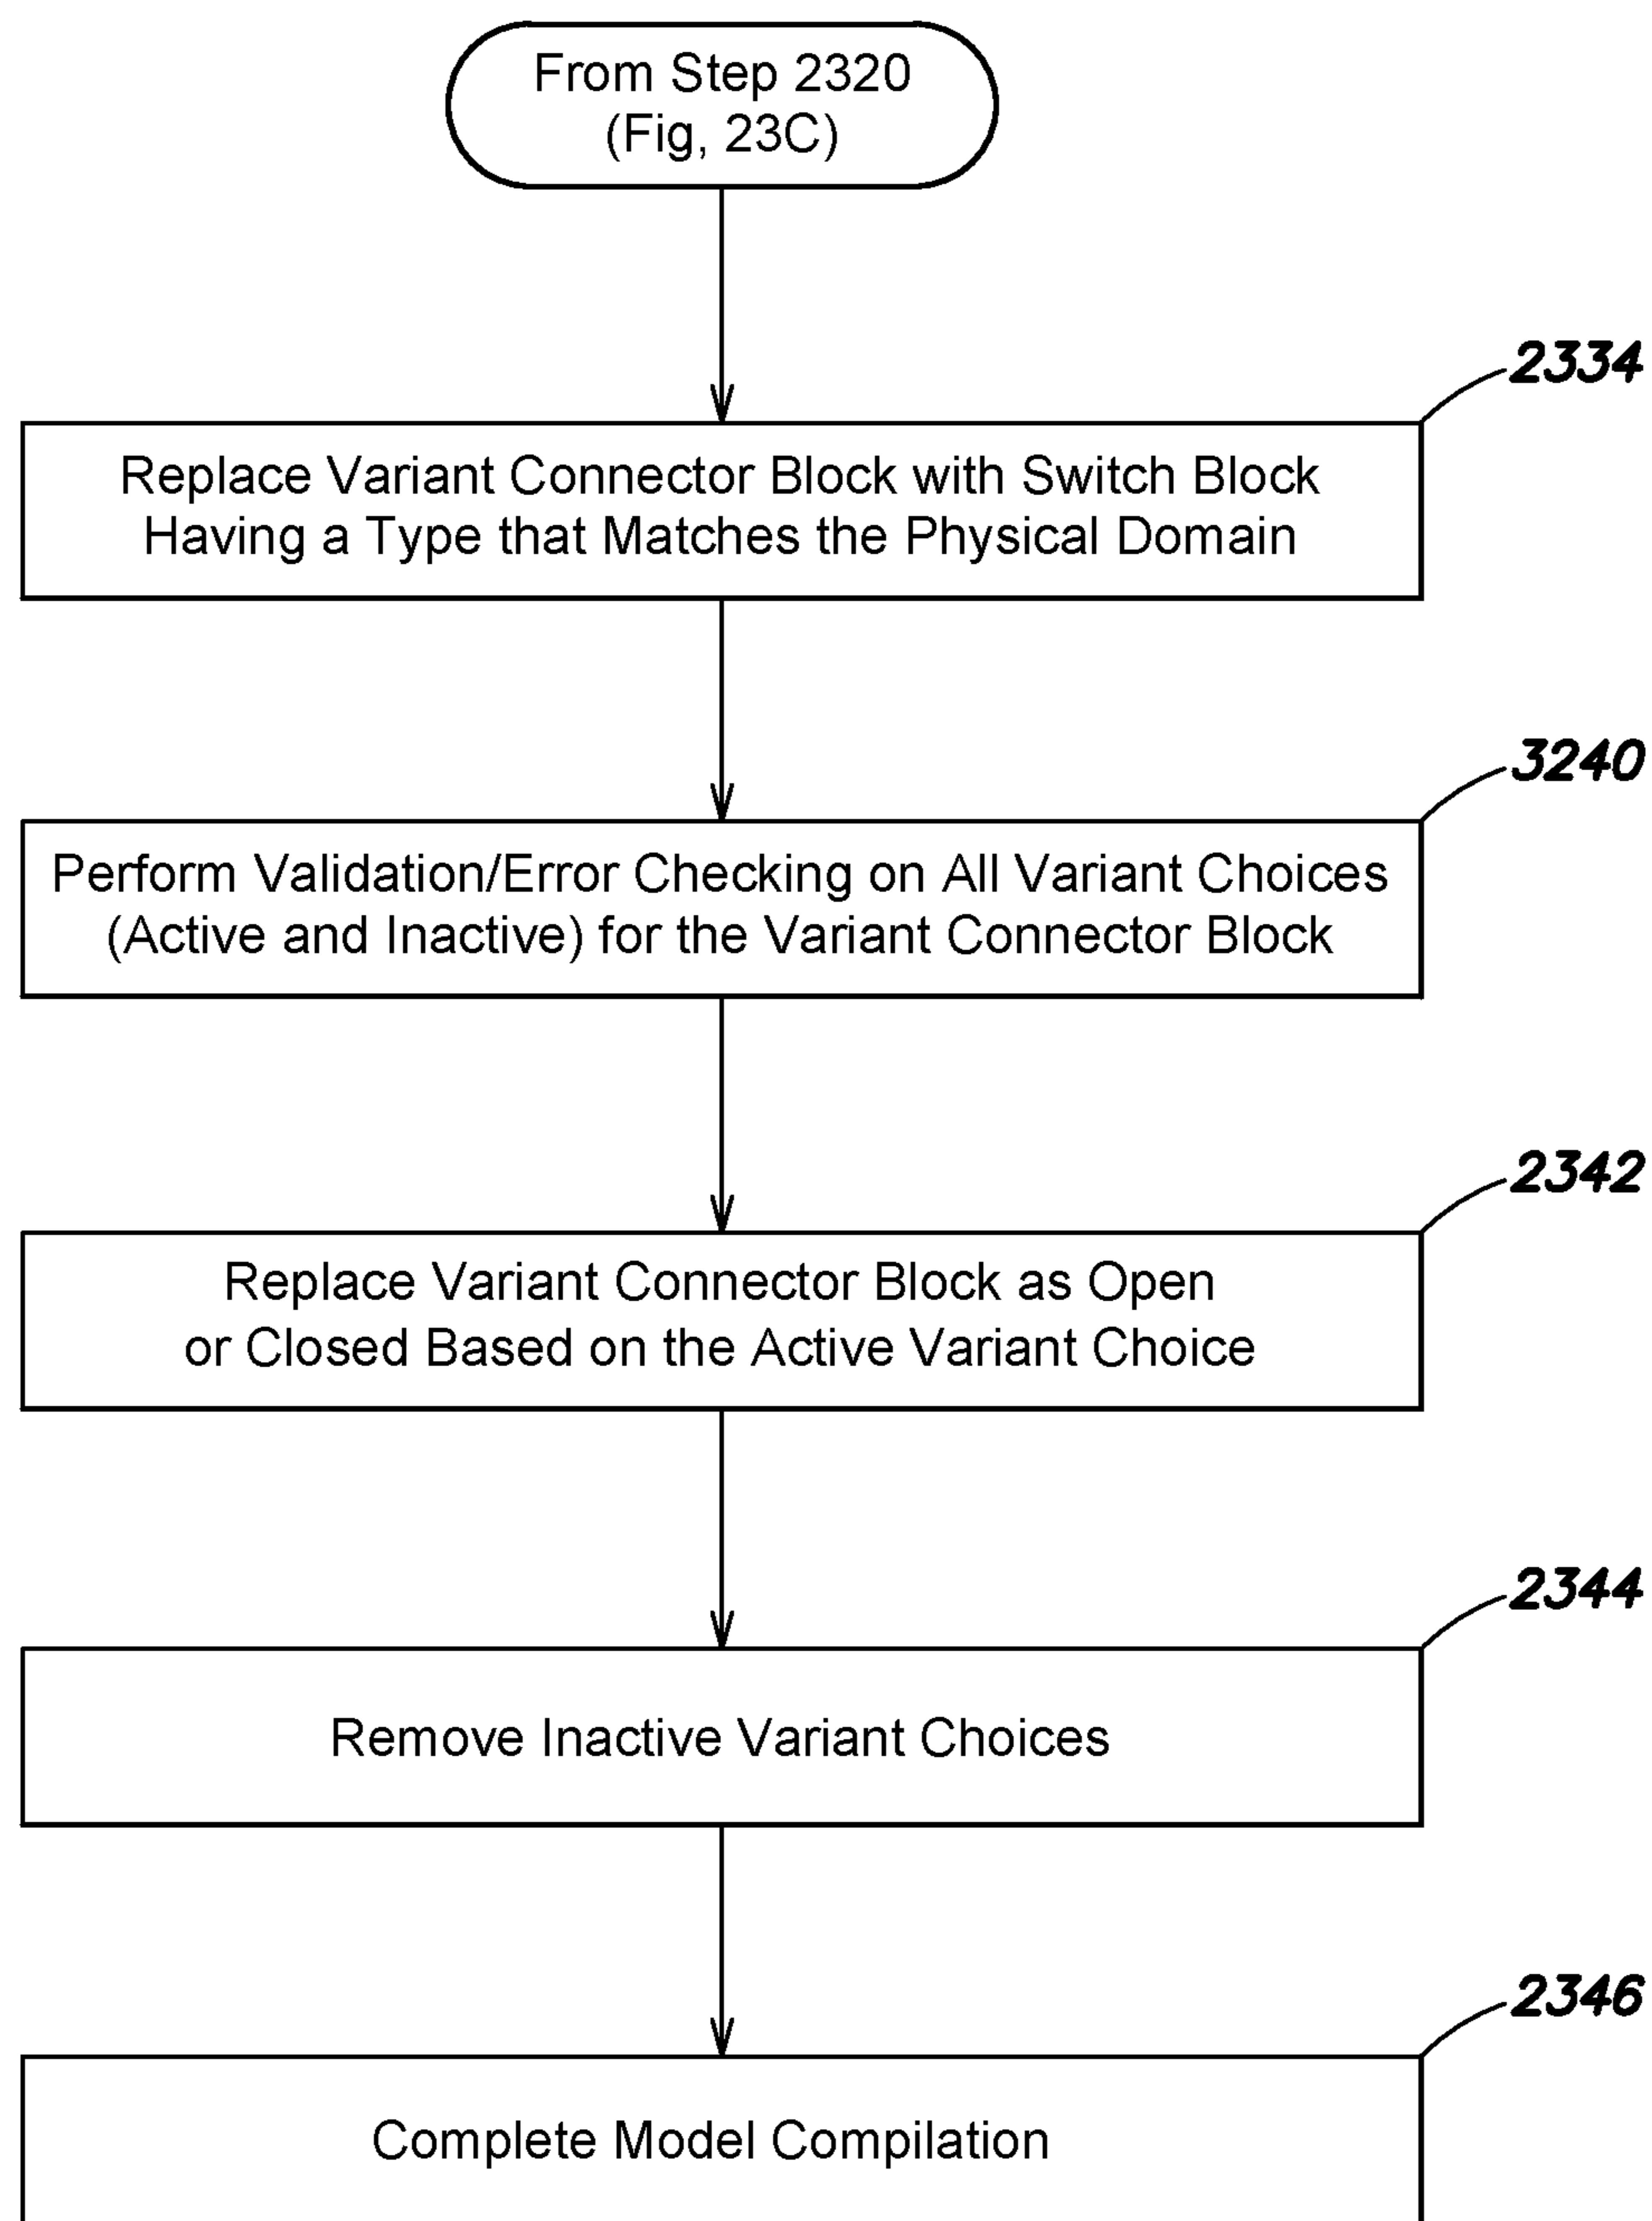 From Step 2320
(Fig, 23C)
2334
Replace Variant Connector Block with Switch Block
Having a Type that Matches the Physical Domain
3240
Perform Validation/Error Checking on All Variant Choices
(Active and Inactive) for the Variant Connector Block
2342
Replace Variant Connector Block as Open
or Closed Based on the Active Variant Choice
2344
Remove Inactive Variant Choices
2346
Complete Model Compilation